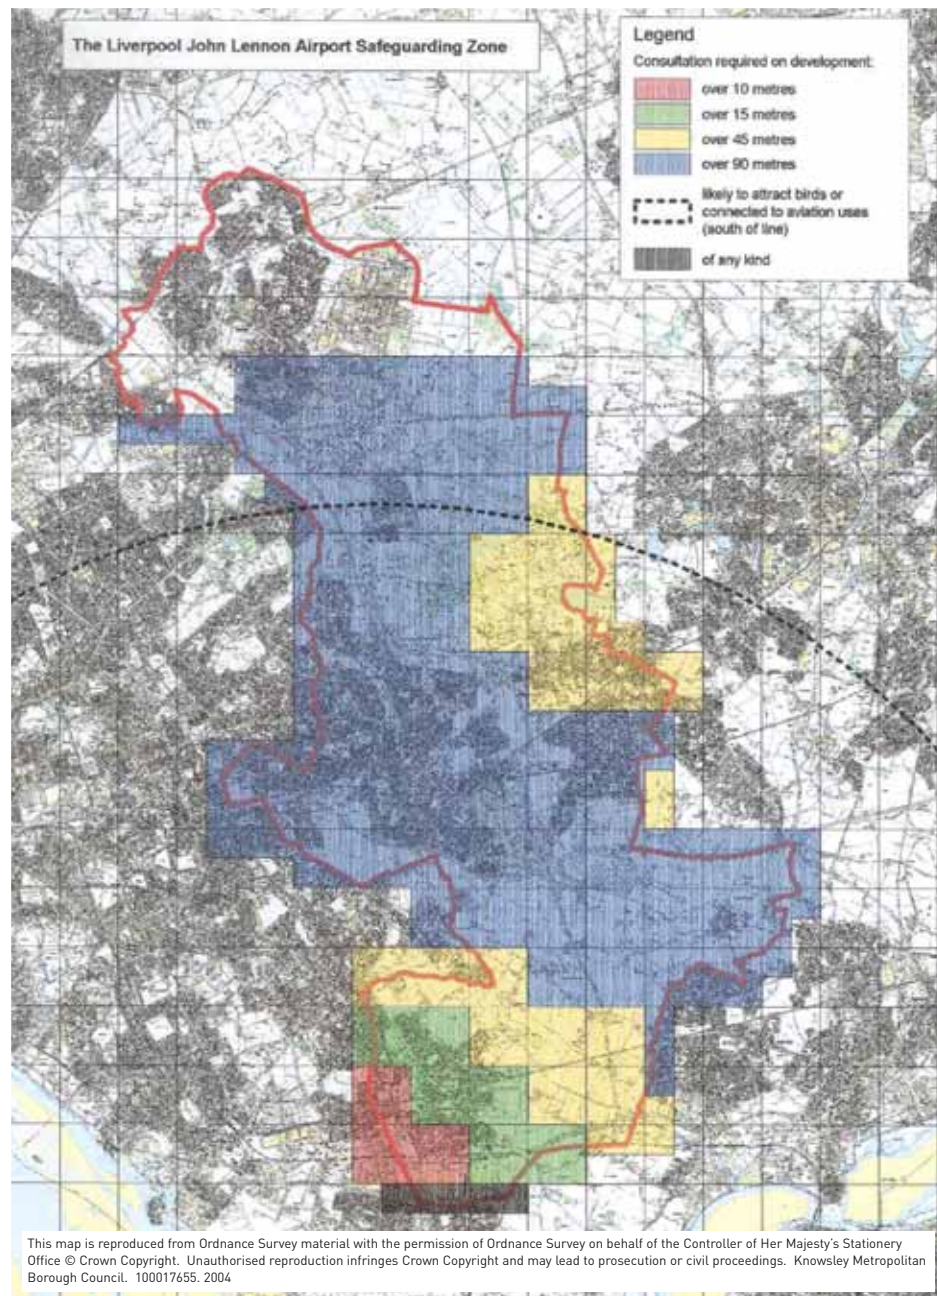 The Liverpool John Lennon Airport Safeguarding Zone
Legend
Consultation required on development:
over 10 metres
over 15 metres
over 45 metres
over 90 metres
likely to attract birds or
connected to aviation uses
(south of line)
of any kind
This map is reproduced from Ordnance Survey material with the permission of Ordnance Survey on behalf of the Controller of Her Majesty's Stationery
Office © Crown Copyright. Unauthorised reproduction infringes Crown Copyright and may lead to prosecution or civil proceedings. Knowsley Metropolitan
Borough Council. 100017655. 2004